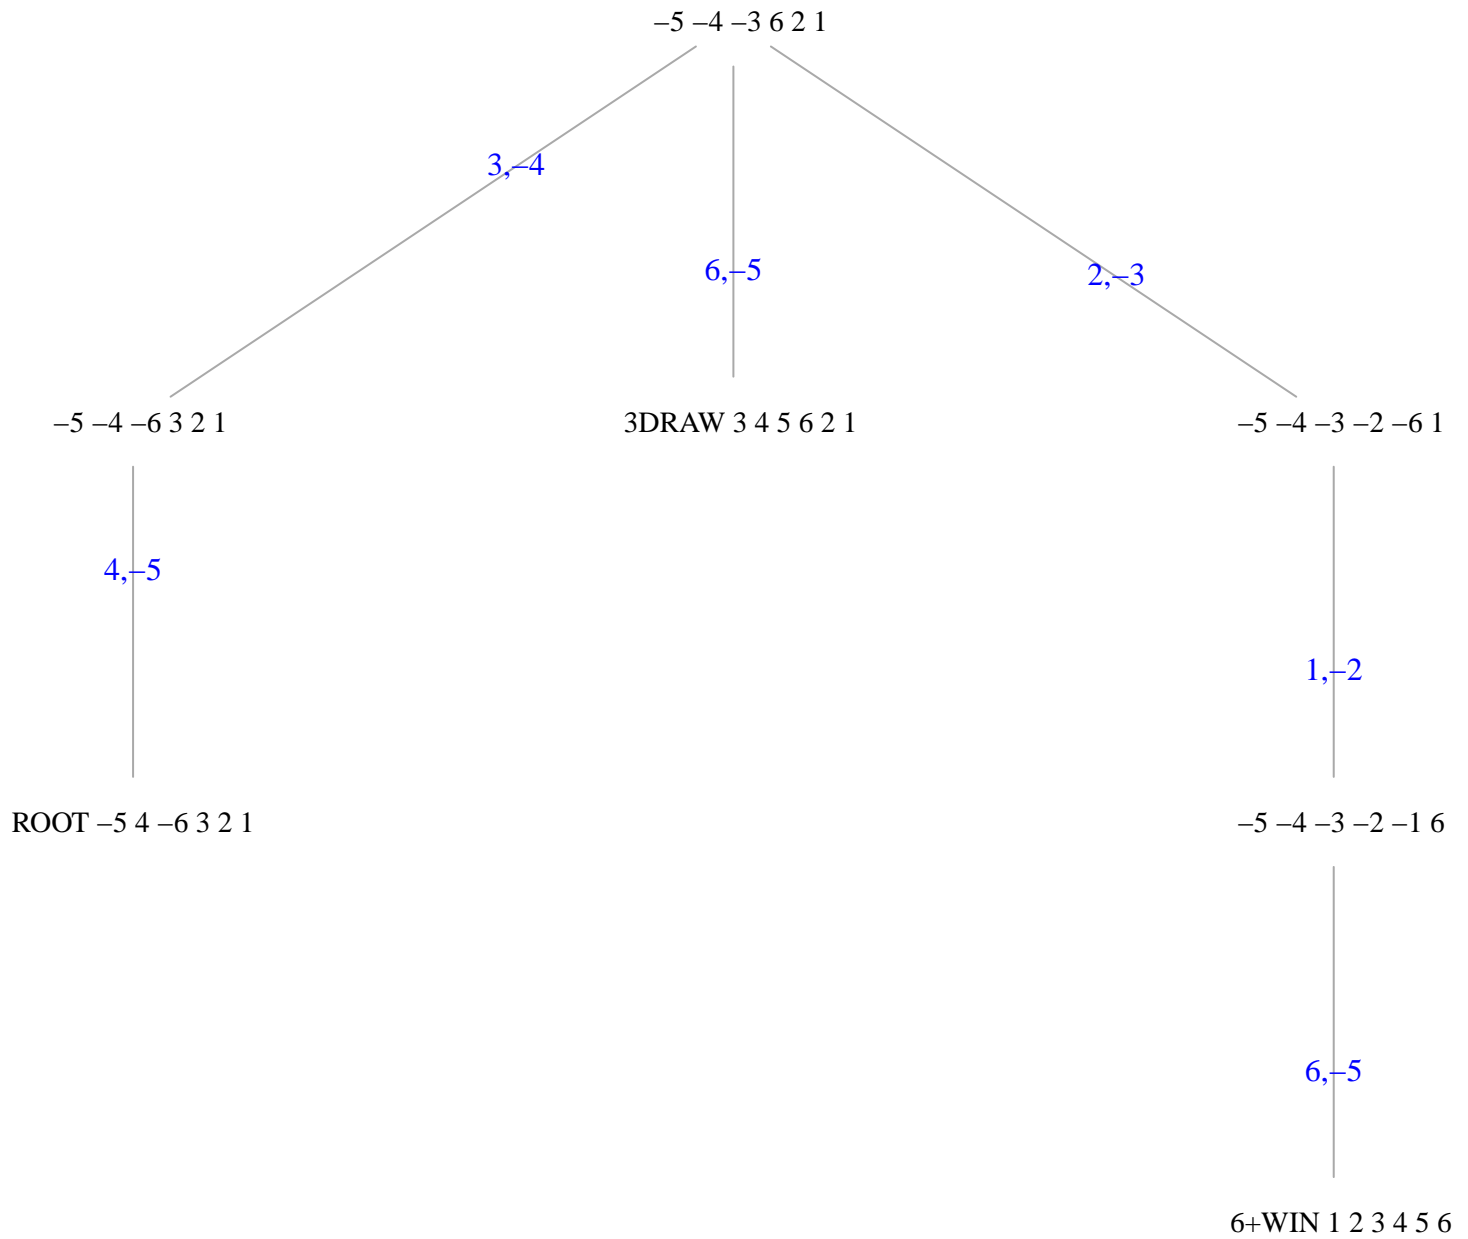 –5 –4 –3 6 2 1
3,–4
6,–5
2,–3
–5 –4 –6 3 2 1
3DRAW 3 4 5 6 2 1
–5 –4 –3 –2 –6 1
4,–5
1,–2
ROOT –5 4 –6 3 2 1
–5 –4 –3 –2 –1 6
6,–5
6+WIN 1 2 3 4 5 6